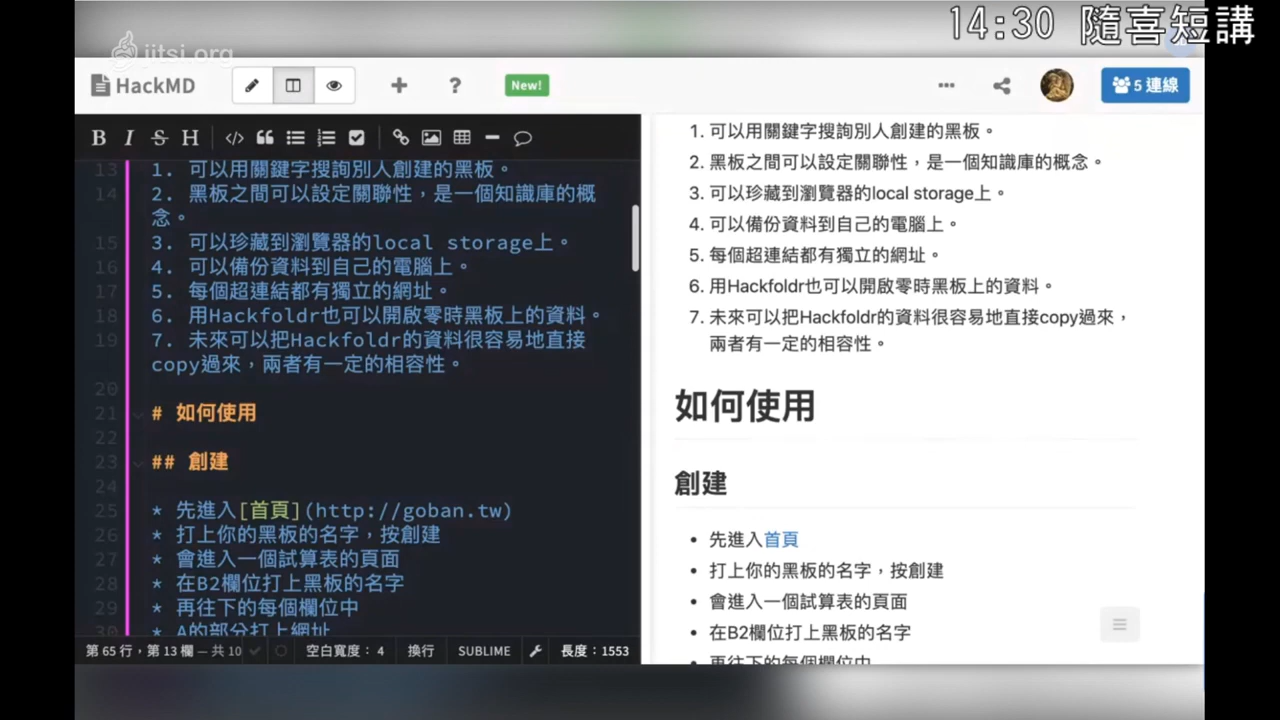 14:30 隨喜短講
jitsi.org
HackMD
New!
5 連線
13 1. 可以用關鍵字搜詢別人創建的黑板。
14 2. 黑板之間可以設定關聯性，是一個知識庫的概
念。
15 3. 可以珍藏到瀏覽器的local storage上。
16 4. 可以備份資料到自己的電腦上。
17 5. 每個超連結都有獨立的網址。
18 6. 用Hackfoldr也可以開啟零時黑板上的資料。
19 7. 未來可以把Hackfoldr的資料很容易地直接
copy過來，兩者有一定的相容性。
20
21 # 如何使用
22
23 ## 創建
24
25 * 先進入[首頁](http://goban.tw)
26 * 打上你的黑板的名字，按創建
27 * 會進入一個試算表的頁面
28 * 在B2欄位打上黑板的名字
29 * 再往下的每個欄位中
30 * A的部分打上網址
第 65 行，第 13 欄 — 共 10
空白寬度： 4
換行
SUBLIME
長度：1553
1. 可以用關鍵字搜詢別人創建的黑板。
2. 黑板之間可以設定關聯性，是一個知識庫的概念。
3. 可以珍藏到瀏覽器的local storage上。
4. 可以備份資料到自己的電腦上。
5. 每個超連結都有獨立的網址。
6. 用Hackfoldr也可以開啟零時黑板上的資料。
7. 未來可以把Hackfoldr的資料很容易地直接copy過來，
兩者有一定的相容性。
如何使用
創建
• 先進入首頁
• 打上你的黑板的名字，按創建
• 會進入一個試算表的頁面
• 在B2欄位打上黑板的名字
• 再往下的每個欄位中